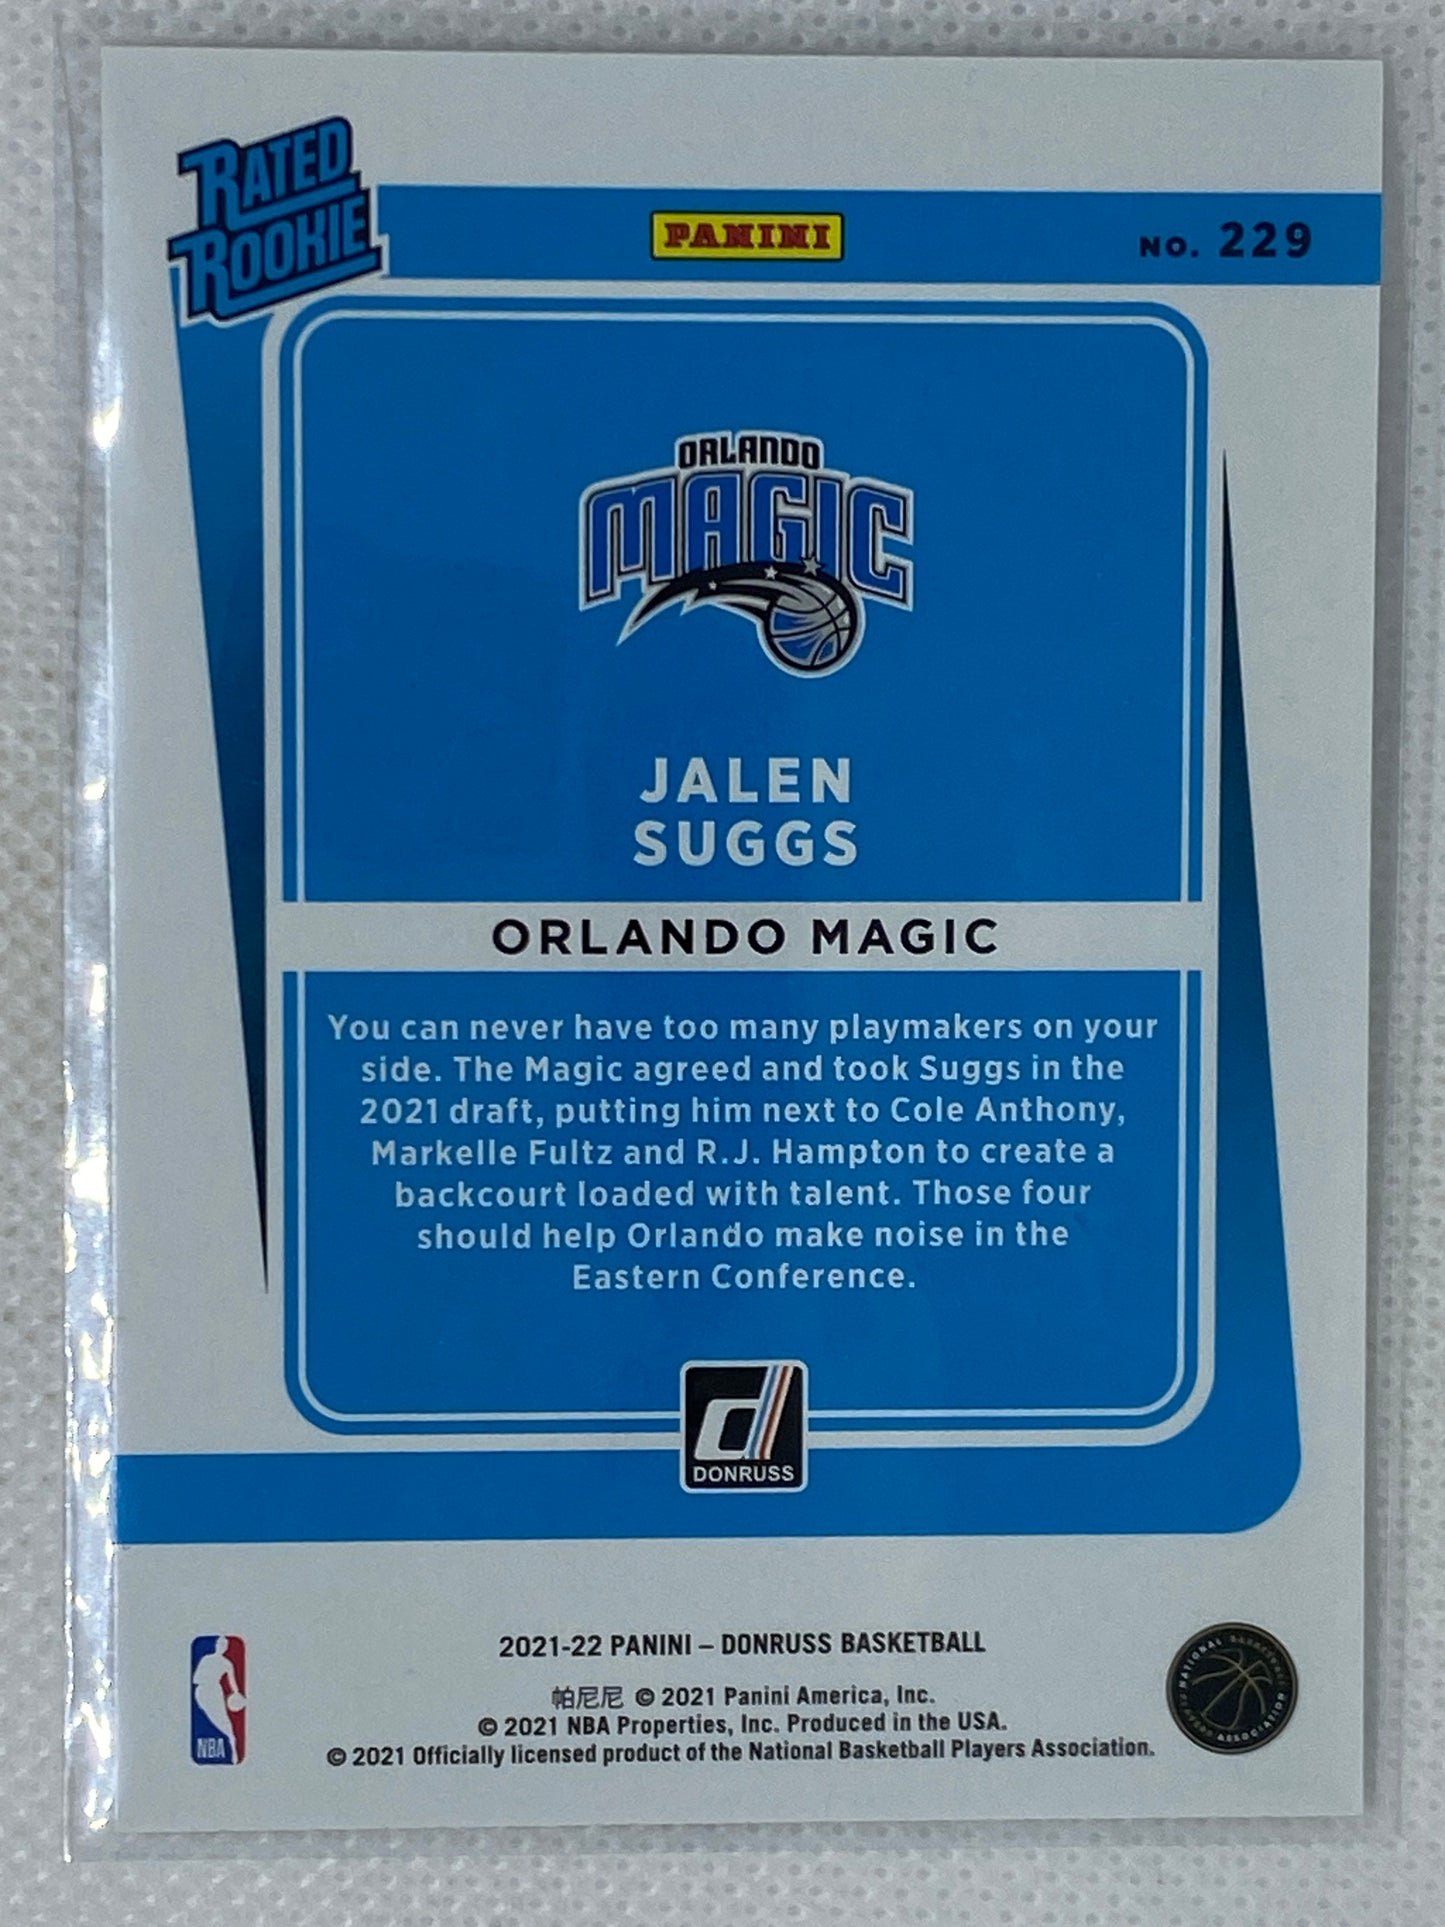 RATED
ROOKIE
PANINI
NO. 229
ORLANDO
MAGIC
JALEN
SUGGS
ORLANDO MAGIC
You can never have too many playmakers on your
side. The Magic agreed and took Suggs in the
2021 draft, putting him next to Cole Anthony,
Markelle Fultz and R.J. Hampton to create a
backcourt loaded with talent. Those four
should help Orlando make noise in the
Eastern Conference.
d
DONRUSS
2021-22 PANINI – DONRUSS BASKETBALL
帕尼尼 © 2021 Panini America, Inc.
© 2021 NBA Properties, Inc. Produced in the USA.
© 2021 Officially licensed product of the National Basketball Players Association.
NBA
NATIONAL BASKETBALL
PLAYERS ASSOCIATION